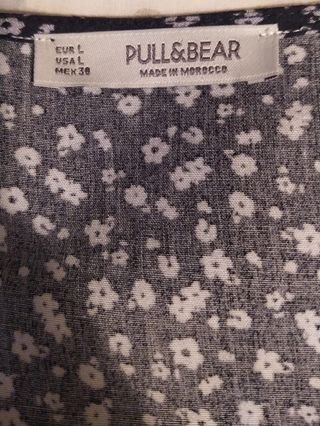 EUR L
USA L
MEX 30
PULL&BEAR
MADE IN MOROCCO